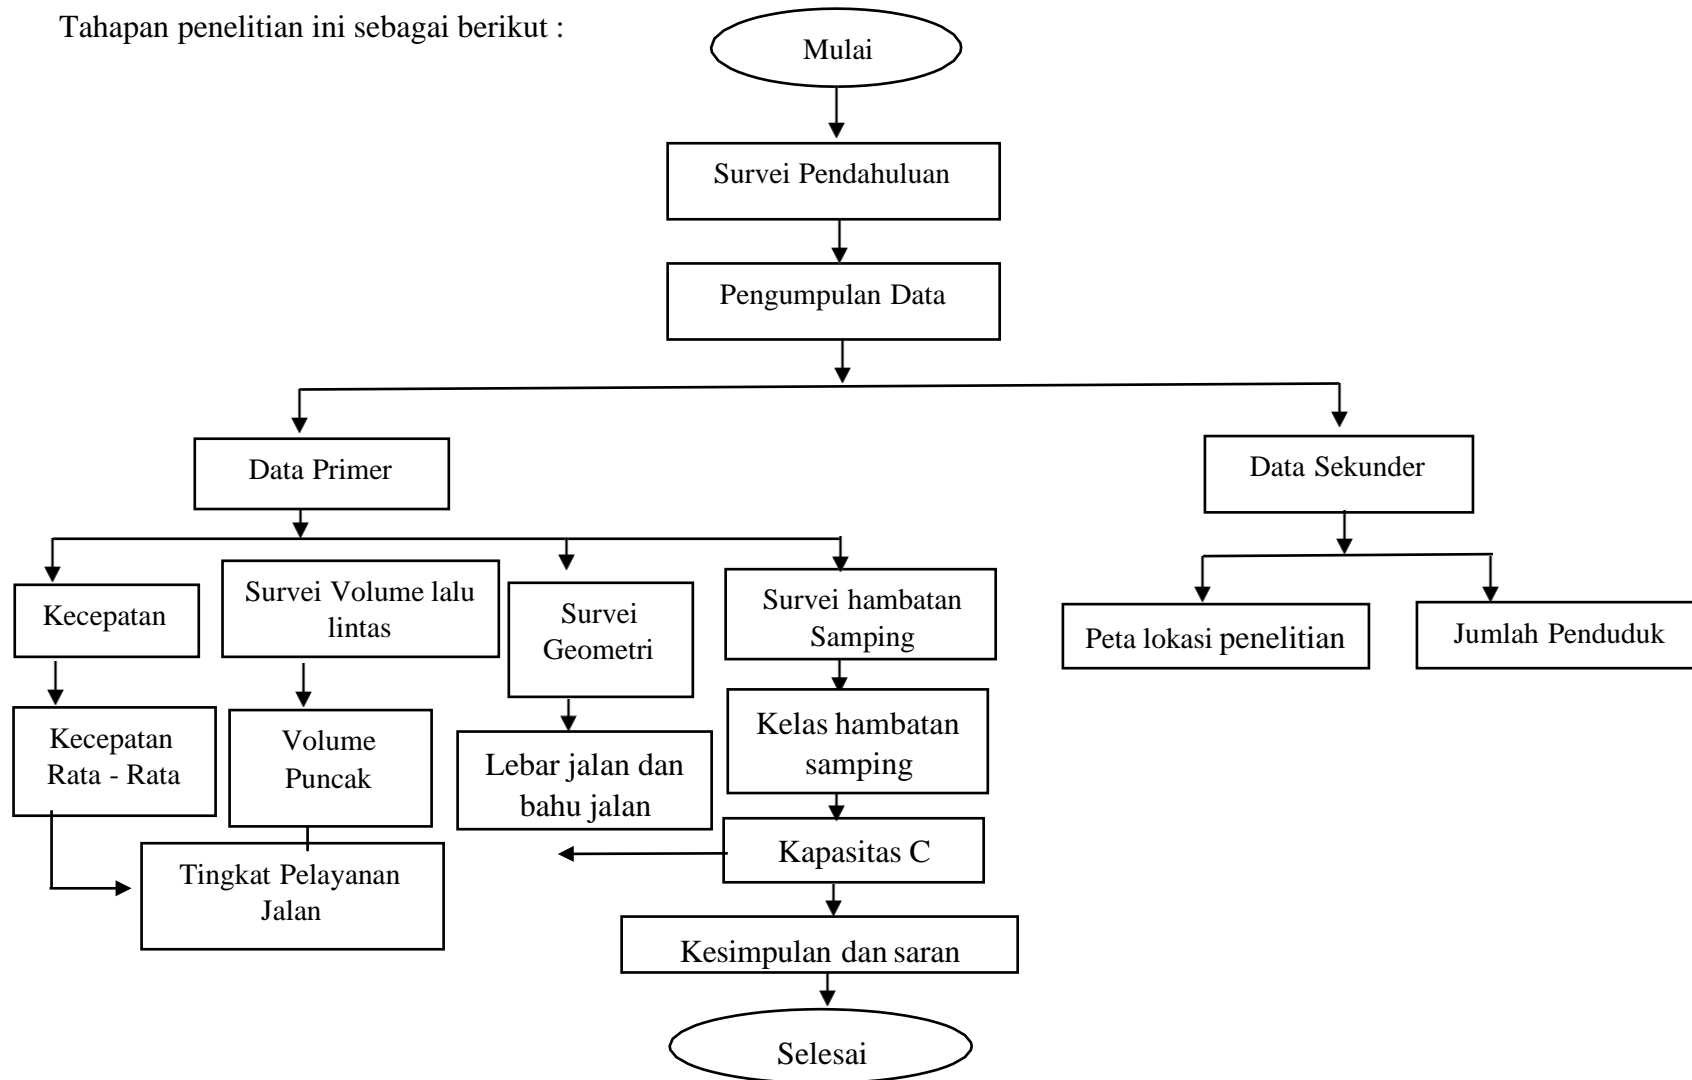 Tahapan penelitian ini sebagai berikut :
Mulai
Survei Pendahuluan
Pengumpulan Data
Data Primer
Data Sekunder
Kecepatan
Survei Volume lalu
lintas
Survei
Geometri
Survei hambatan
Samping
Peta lokasi penelitian
Jumlah Penduduk
Kecepatan
Rata - Rata
Volume
Puncak
Lebar jalan dan
bahu jalan
Kelas hambatan
samping
Kapasitas C
Tingkat Pelayanan
Jalan
Kesimpulan dan saran
Selesai